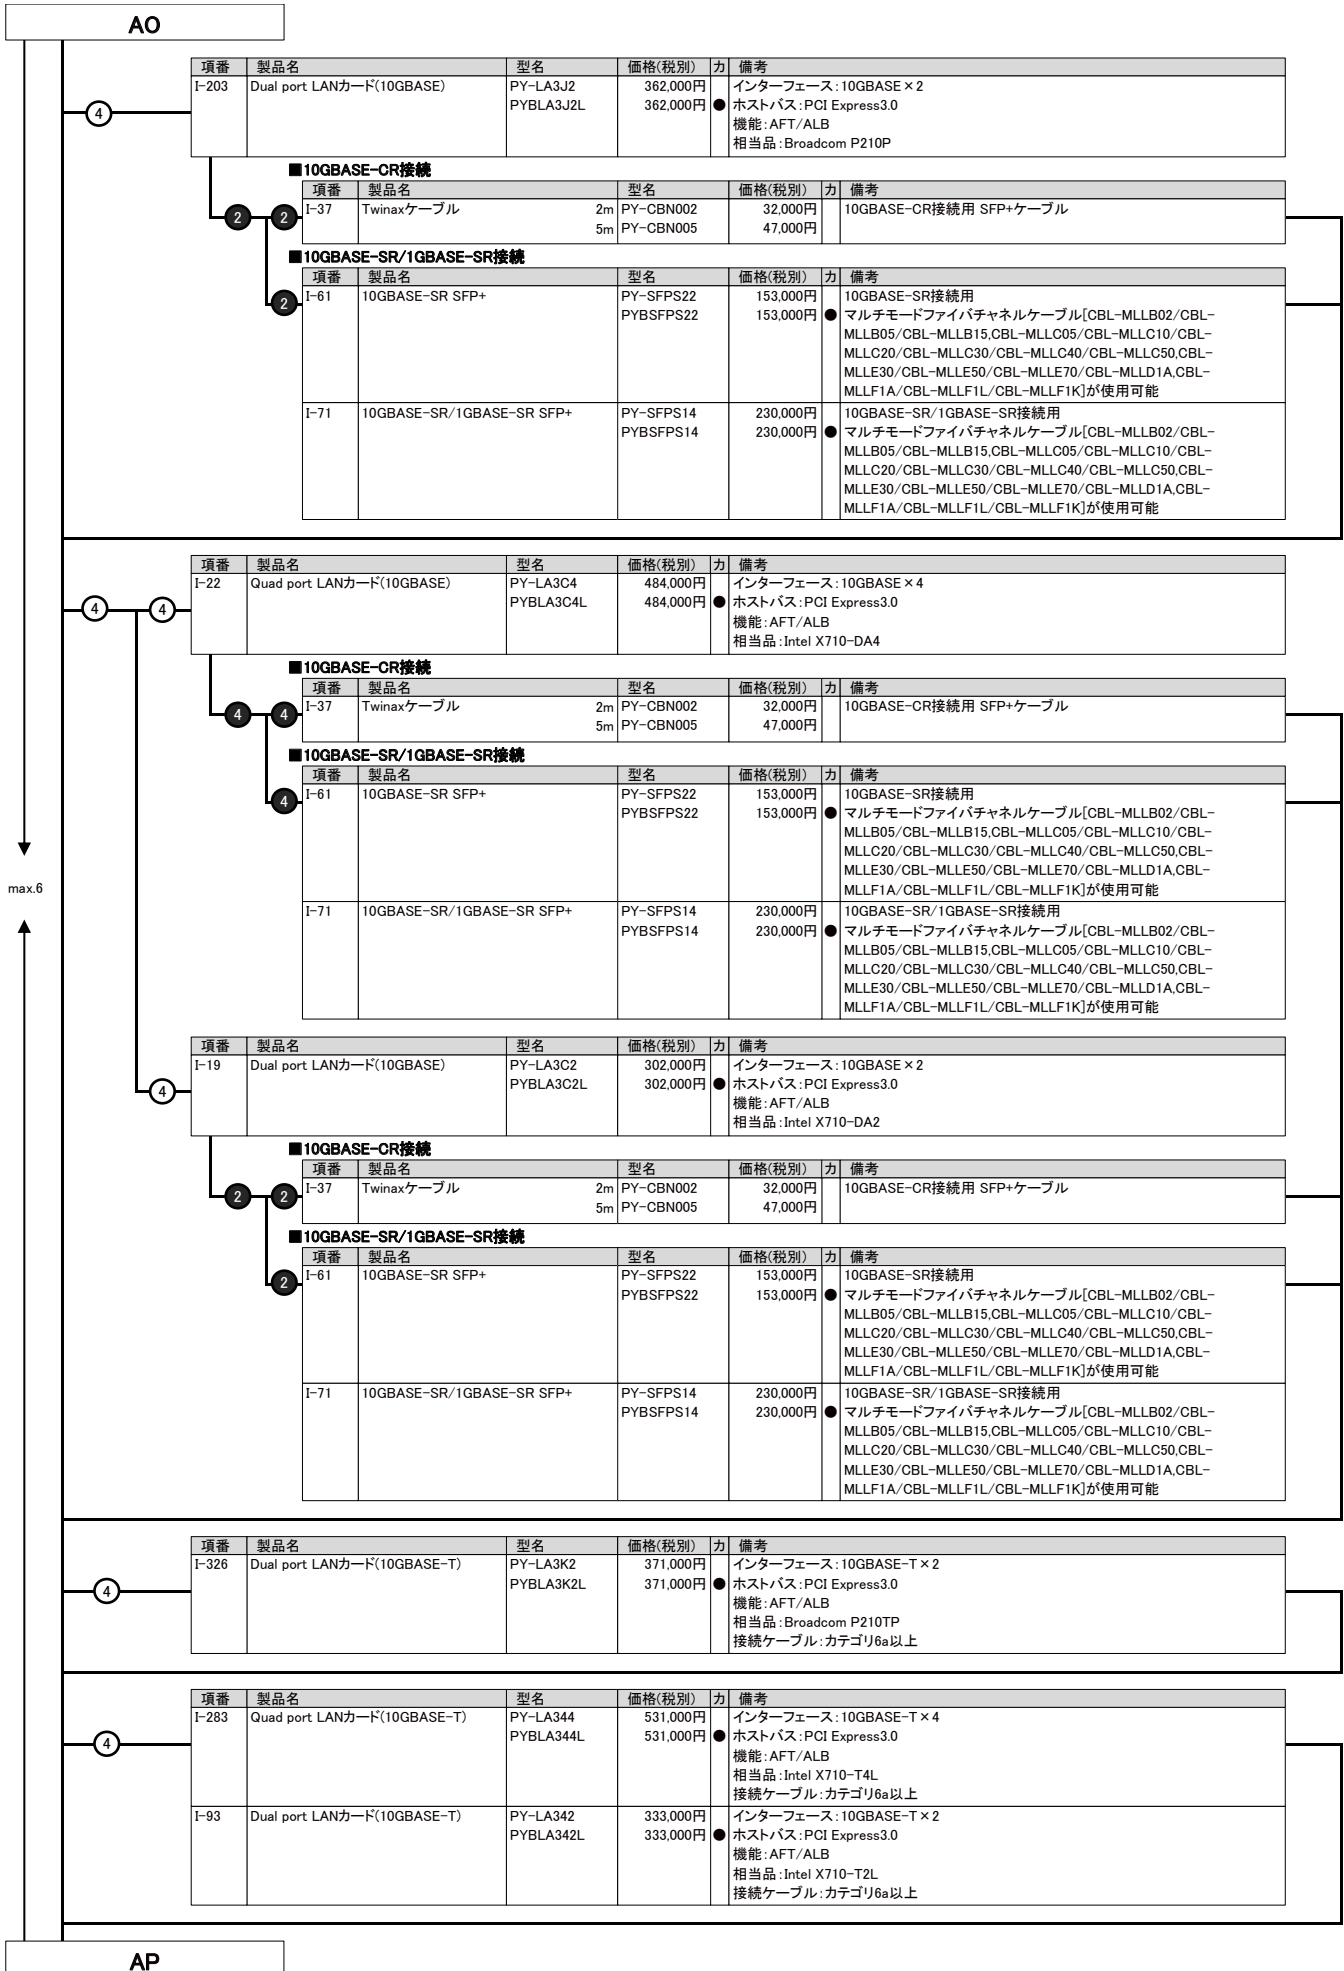 AO
項番 製品名 型名 価格(税別) カ 備考
I-203 Dual port LANカード(10GBASE) PY-LA3J2 362,000円 インターフェース:10GBASE×2
PYBLA3J2L 362,000円 ● ホストバス:PCI Express3.0
機能:AFT/ALB
相当品:Broadcom P210P
4
■10GBASE-CR接続
項番 製品名 型名 価格(税別) カ 備考
I-37 Twinaxケーブル 2m PY-CBN002 32,000円 10GBASE-CR接続用 SFP+ケーブル
5m PY-CBN005 47,000円
2 2
■10GBASE-SR/1GBASE-SR接続
項番 製品名 型名 価格(税別) カ 備考
I-61 10GBASE-SR SFP+ PY-SFPS22 153,000円 10GBASE-SR接続用
2
PYBSFPS22 153,000円 ● マルチモードファイバチャネルケーブル[CBL-MLLB02/CBL-
MLLB05/CBL-MLLB15,CBL-MLLC05/CBL-MLLC10/CBL-
MLLC20/CBL-MLLC30/CBL-MLLC40/CBL-MLLC50,CBL-
MLLE30/CBL-MLLE50/CBL-MLLE70/CBL-MLLD1A,CBL-
MLLF1A/CBL-MLLF1L/CBL-MLLF1K]が使用可能
I-71 10GBASE-SR/1GBASE-SR SFP+ PY-SFPS14 230,000円 10GBASE-SR/1GBASE-SR接続用
PYBSFPS14 230,000円 ● マルチモードファイバチャネルケーブル[CBL-MLLB02/CBL-
MLLB05/CBL-MLLB15,CBL-MLLC05/CBL-MLLC10/CBL-
MLLC20/CBL-MLLC30/CBL-MLLC40/CBL-MLLC50,CBL-
MLLE30/CBL-MLLE50/CBL-MLLE70/CBL-MLLD1A,CBL-
MLLF1A/CBL-MLLF1L/CBL-MLLF1K]が使用可能
項番 製品名 型名 価格(税別) カ 備考
I-22 Quad port LANカード(10GBASE) PY-LA3C4 484,000円 インターフェース:10GBASE×4
PYBLA3C4L 484,000円 ● ホストバス:PCI Express3.0
4 4
機能:AFT/ALB
相当品:Intel X710-DA4
■10GBASE-CR接続
項番 製品名 型名 価格(税別) カ 備考
I-37 Twinaxケーブル 2m PY-CBN002 32,000円 10GBASE-CR接続用 SFP+ケーブル
5m PY-CBN005 47,000円
4 4
■10GBASE-SR/1GBASE-SR接続
項番 製品名 型名 価格(税別) カ 備考
I-61 10GBASE-SR SFP+ PY-SFPS22 153,000円 10GBASE-SR接続用
4
PYBSFPS22 153,000円 ● マルチモードファイバチャネルケーブル[CBL-MLLB02/CBL-
MLLB05/CBL-MLLB15,CBL-MLLC05/CBL-MLLC10/CBL-
MLLC20/CBL-MLLC30/CBL-MLLC40/CBL-MLLC50,CBL-
MLLE30/CBL-MLLE50/CBL-MLLE70/CBL-MLLD1A,CBL-
MLLF1A/CBL-MLLF1L/CBL-MLLF1K]が使用可能
max.6
I-71 10GBASE-SR/1GBASE-SR SFP+ PY-SFPS14 230,000円 10GBASE-SR/1GBASE-SR接続用
PYBSFPS14 230,000円 ● マルチモードファイバチャネルケーブル[CBL-MLLB02/CBL-
MLLB05/CBL-MLLB15,CBL-MLLC05/CBL-MLLC10/CBL-
MLLC20/CBL-MLLC30/CBL-MLLC40/CBL-MLLC50,CBL-
MLLE30/CBL-MLLE50/CBL-MLLE70/CBL-MLLD1A,CBL-
MLLF1A/CBL-MLLF1L/CBL-MLLF1K]が使用可能
項番 製品名 型名 価格(税別) カ 備考
I-19 Dual port LANカード(10GBASE) PY-LA3C2 302,000円 インターフェース:10GBASE×2
PYBLA3C2L 302,000円 ● ホストバス:PCI Express3.0
4
機能:AFT/ALB
相当品:Intel X710-DA2
■10GBASE-CR接続
項番 製品名 型名 価格(税別) カ 備考
I-37 Twinaxケーブル 2m PY-CBN002 32,000円 10GBASE-CR接続用 SFP+ケーブル
5m PY-CBN005 47,000円
2 2
■10GBASE-SR/1GBASE-SR接続
項番 製品名 型名 価格(税別) カ 備考
I-61 10GBASE-SR SFP+ PY-SFPS22 153,000円 10GBASE-SR接続用
2
PYBSFPS22 153,000円 ● マルチモードファイバチャネルケーブル[CBL-MLLB02/CBL-
MLLB05/CBL-MLLB15,CBL-MLLC05/CBL-MLLC10/CBL-
MLLC20/CBL-MLLC30/CBL-MLLC40/CBL-MLLC50,CBL-
MLLE30/CBL-MLLE50/CBL-MLLE70/CBL-MLLD1A,CBL-
MLLF1A/CBL-MLLF1L/CBL-MLLF1K]が使用可能
I-71 10GBASE-SR/1GBASE-SR SFP+ PY-SFPS14 230,000円 10GBASE-SR/1GBASE-SR接続用
PYBSFPS14 230,000円 ● マルチモードファイバチャネルケーブル[CBL-MLLB02/CBL-
MLLB05/CBL-MLLB15,CBL-MLLC05/CBL-MLLC10/CBL-
MLLC20/CBL-MLLC30/CBL-MLLC40/CBL-MLLC50,CBL-
MLLE30/CBL-MLLE50/CBL-MLLE70/CBL-MLLD1A,CBL-
MLLF1A/CBL-MLLF1L/CBL-MLLF1K]が使用可能
項番 製品名 型名 価格(税別) カ 備考
I-326 Dual port LANカード(10GBASE-T) PY-LA3K2 371,000円 インターフェース:10GBASE-T×2
4
PYBLA3K2L 371,000円 ● ホストバス:PCI Express3.0
機能:AFT/ALB
相当品:Broadcom P210TP
接続ケーブル:カテゴリ6a以上
項番 製品名 型名 価格(税別) カ 備考
I-283 Quad port LANカード(10GBASE-T) PY-LA344 531,000円 インターフェース:10GBASE-T×4
4
PYBLA344L 531,000円 ● ホストバス:PCI Express3.0
機能:AFT/ALB
相当品:Intel X710-T4L
接続ケーブル:カテゴリ6a以上
I-93 Dual port LANカード(10GBASE-T) PY-LA342 333,000円 インターフェース:10GBASE-T×2
PYBLA342L 333,000円 ● ホストバス:PCI Express3.0
機能:AFT/ALB
相当品:Intel X710-T2L
接続ケーブル:カテゴリ6a以上
AP